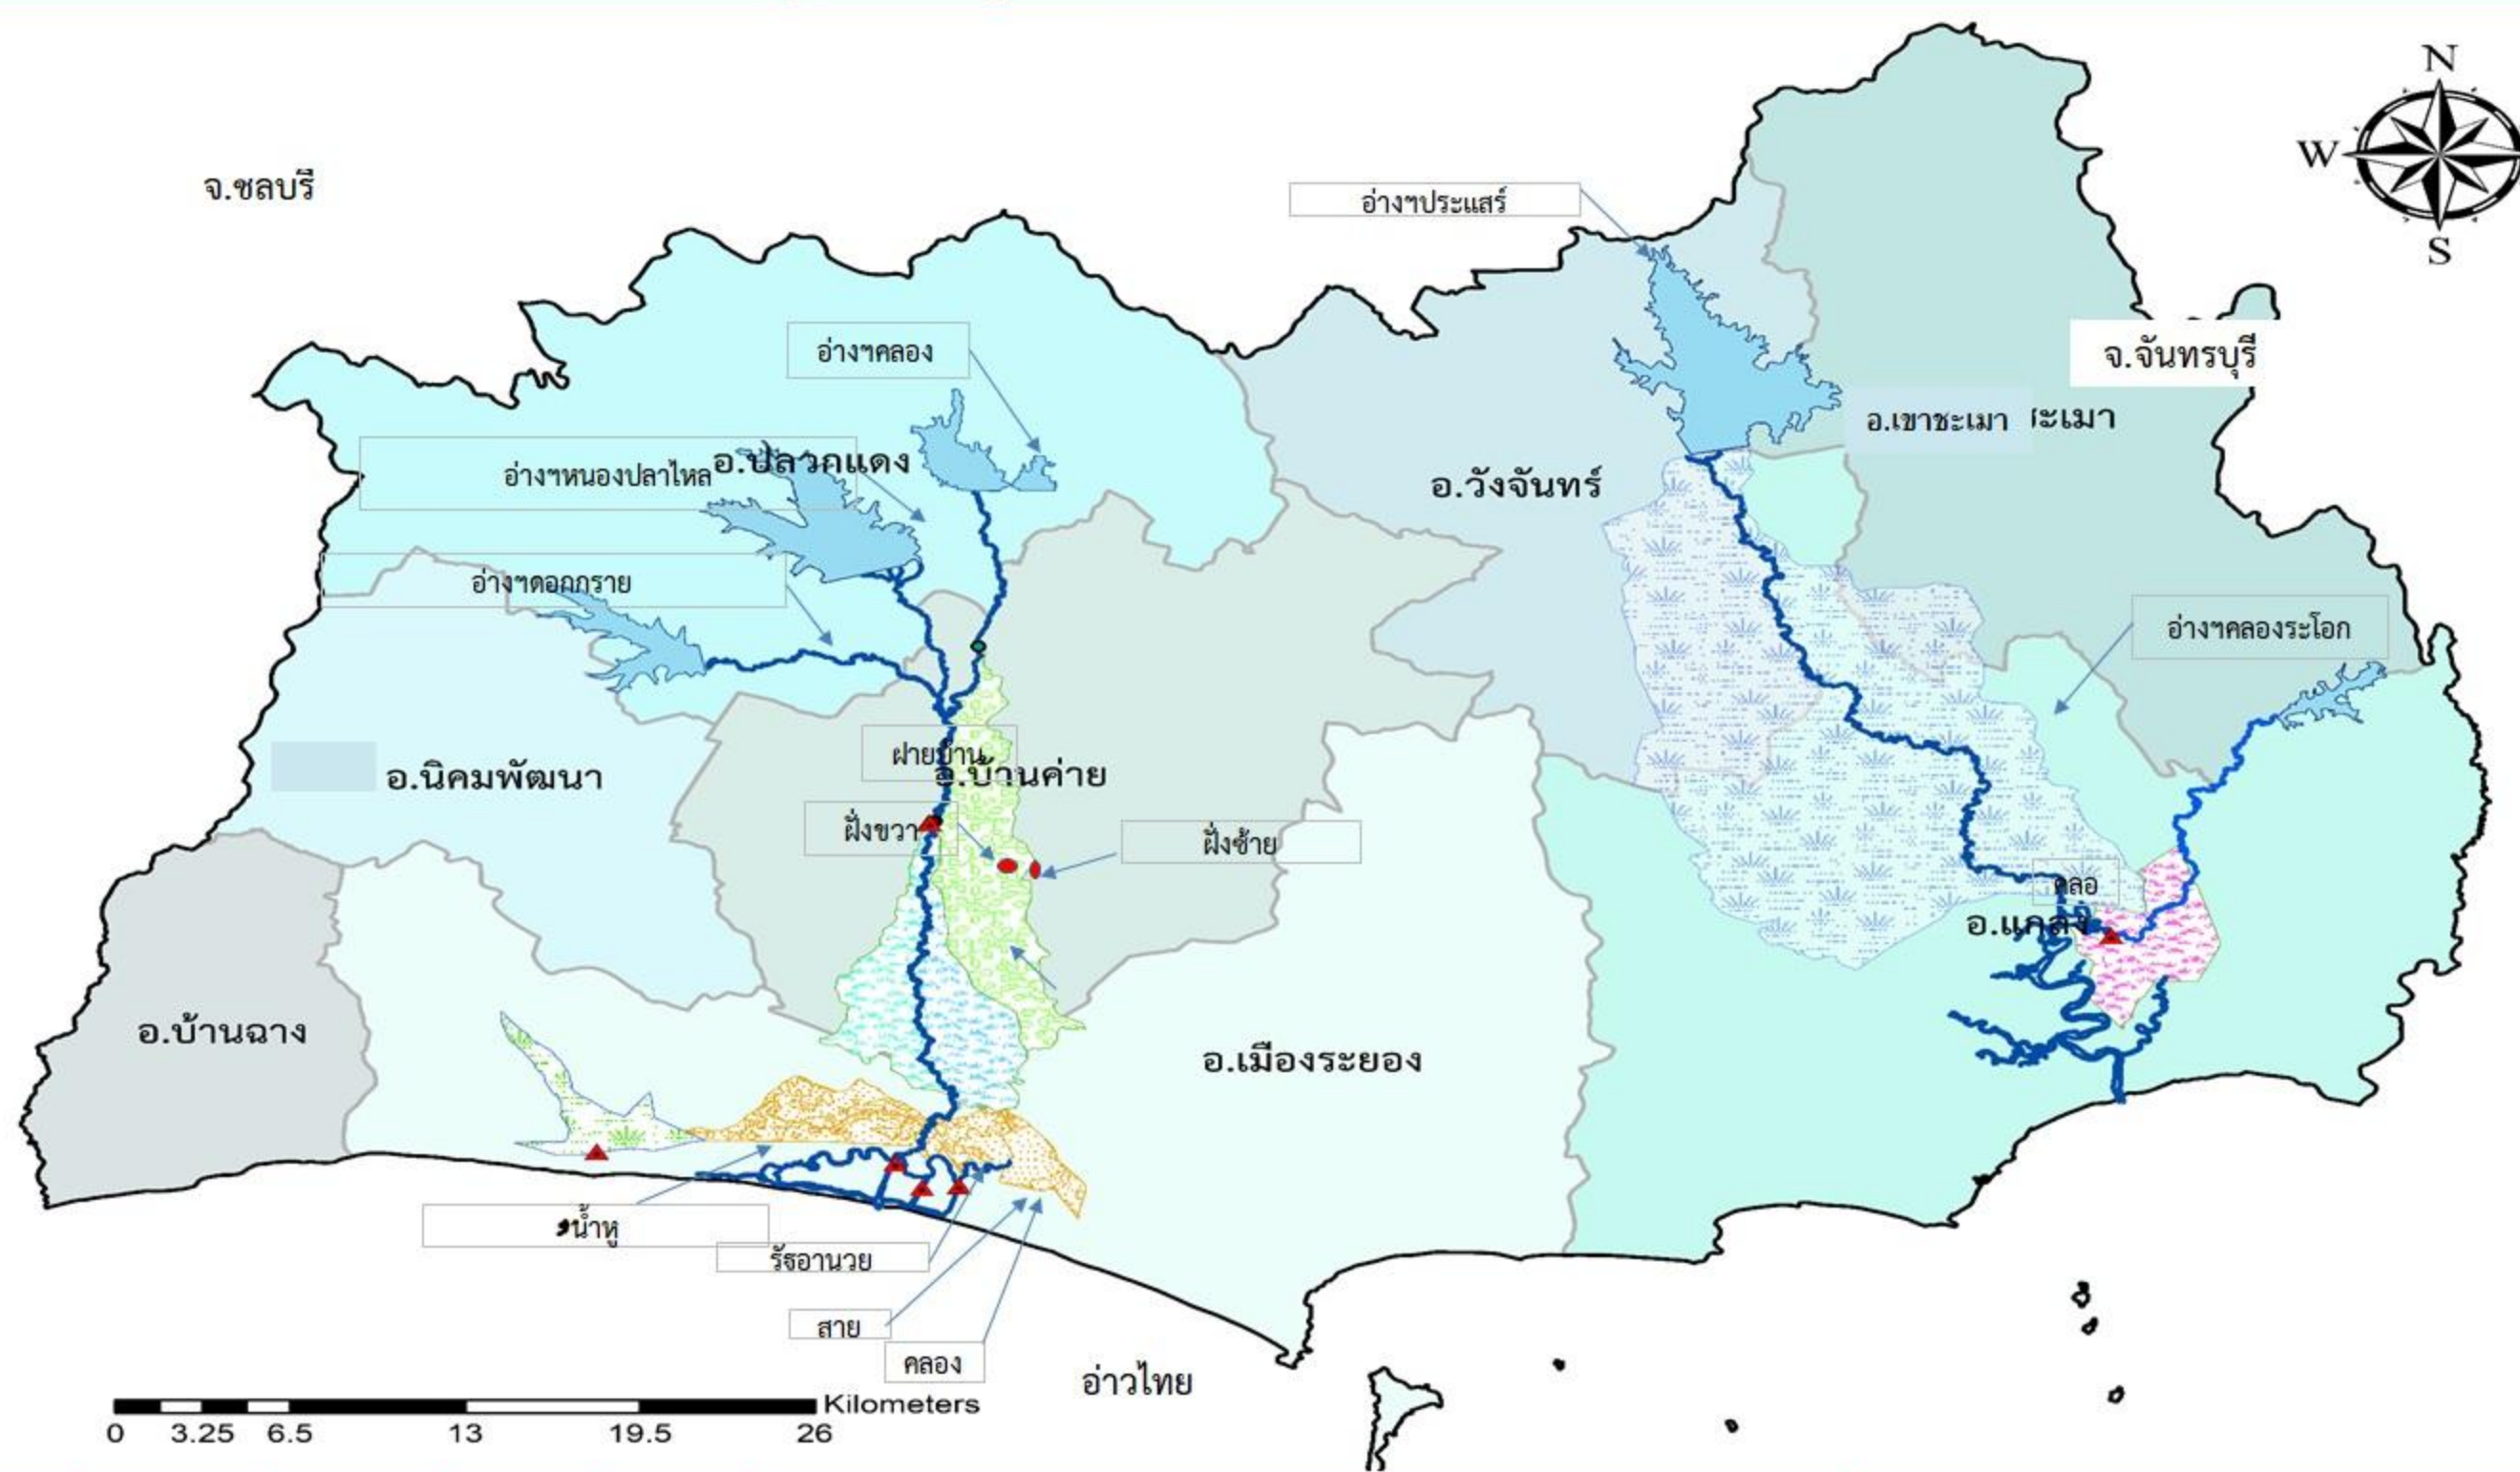 N
W
S
จ.ชลบุรี
อ่างฯประแสร์
จ.จันทรบุรี
อ่างฯคลอง
อ.เขาชะเมา
ชะเมา
อ่างฯหนองปลาไหล
อ.ปลวกแดง
อ.วังจันทร์
อ่างฯดอกกราย
อ่างฯคลองระโอก
ฝายบ้าน
อ.บ้านค่าย
อ.นิคมพัฒนา
ฝั่งขวา
ฝั่งซ้าย
คลอ
อ.แกลง
อ.บ้านฉาง
อ.เมืองระยอง
น้ำหู
รัธอานวย
สาย
คลอง
อ่าวไทย
Kilometers
0 3.25 6.5 13 19.5 26